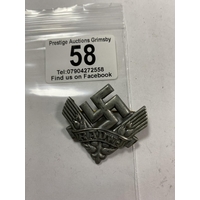 Prestige Auctions Grimsby
58
Tel:07904272558
Find us on Facebook